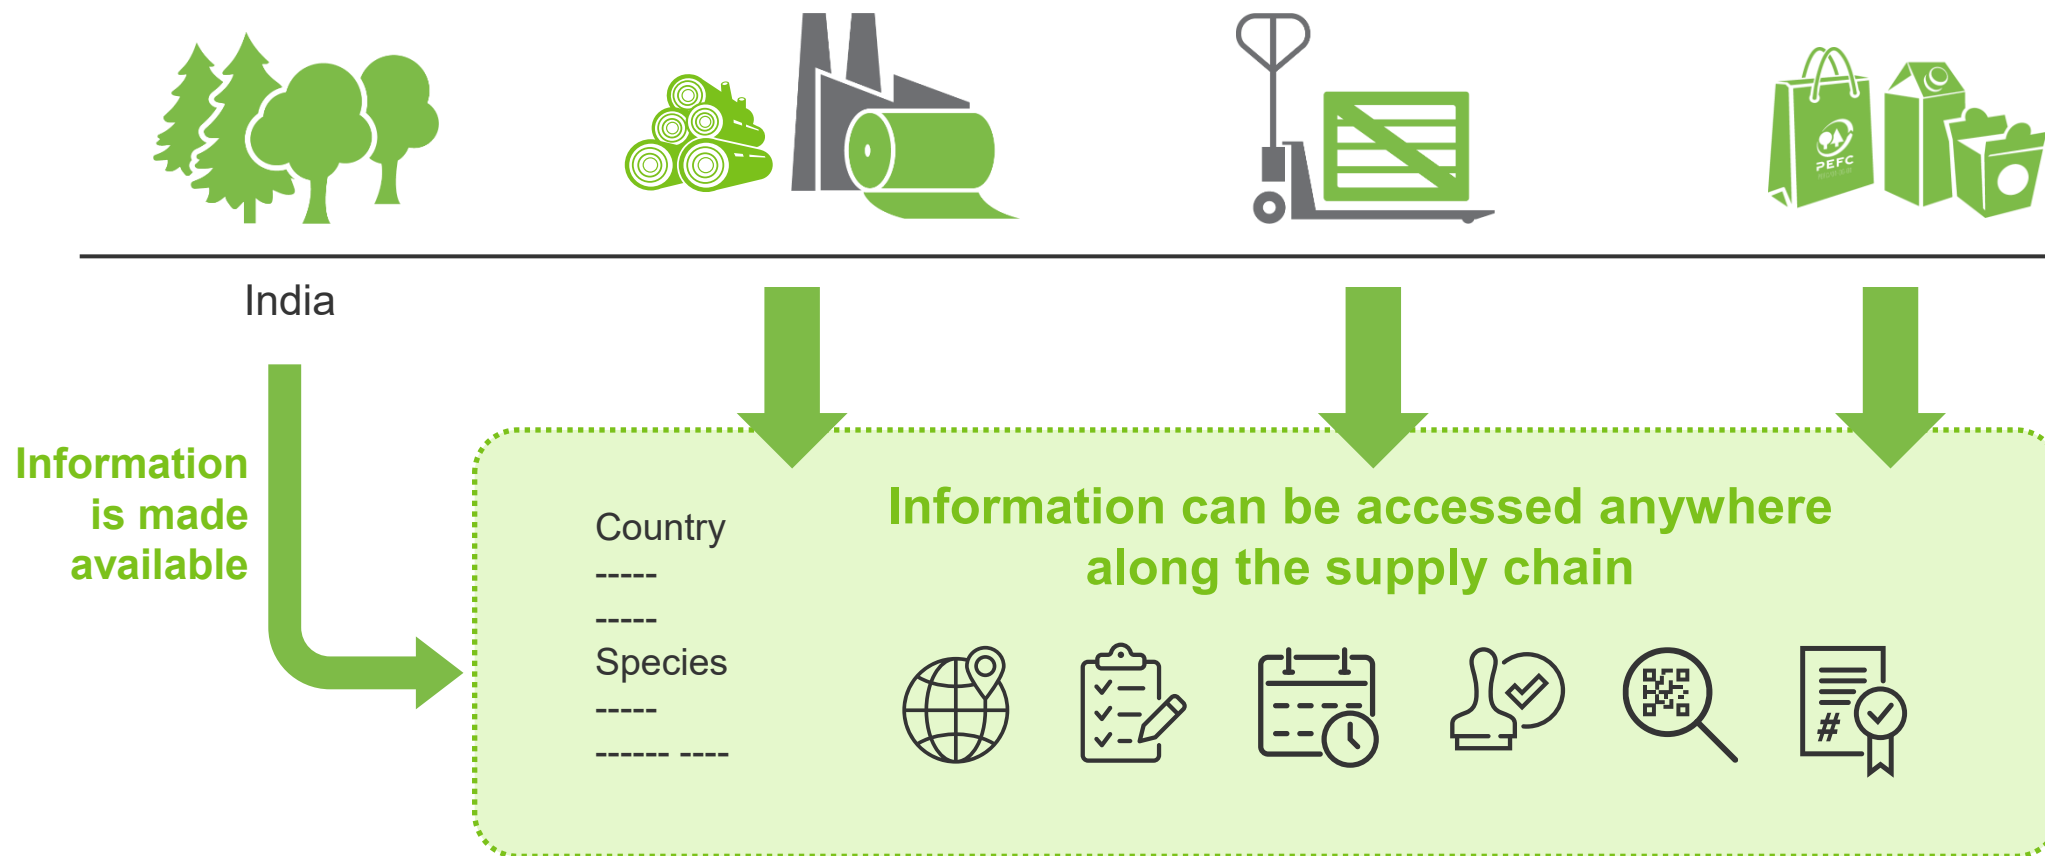 PEFC
India
Information
is made
available
Information can be accessed anywhere
along the supply chain
Country
-----
-----
Species
-----
------ ----
#